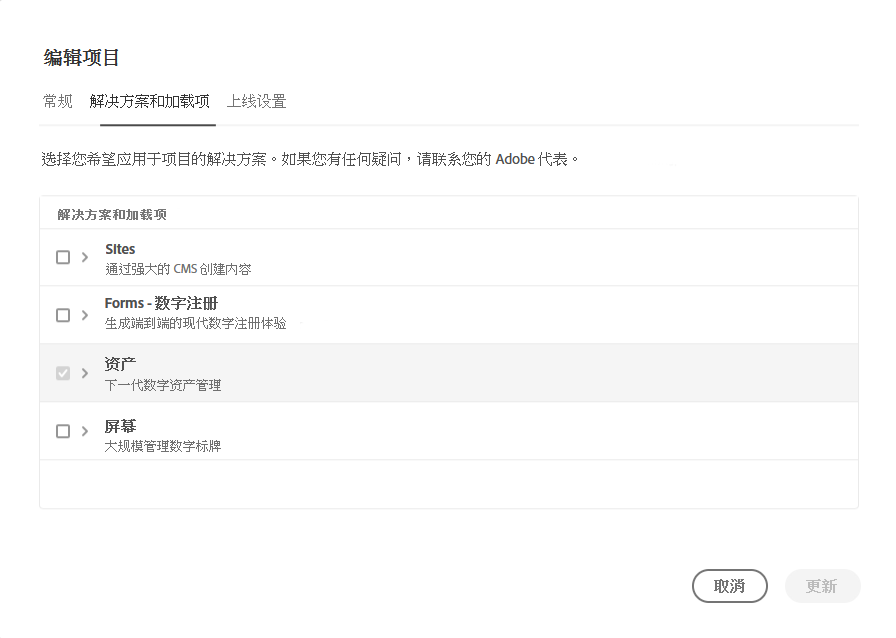 编辑项目
常规 解决方案和加载项 上线设置
选择您希望应用于项目的解决方案。如果您有任何疑问，请联系您的 Adobe 代表。
解决方案和加载项
Sites
通过强大的 CMS 创建内容
Forms - 数字注册
生成端到端的现代数字注册体验
资产
下一代数字资产管理
屏幕
大规模管理数字标牌
取消 更新